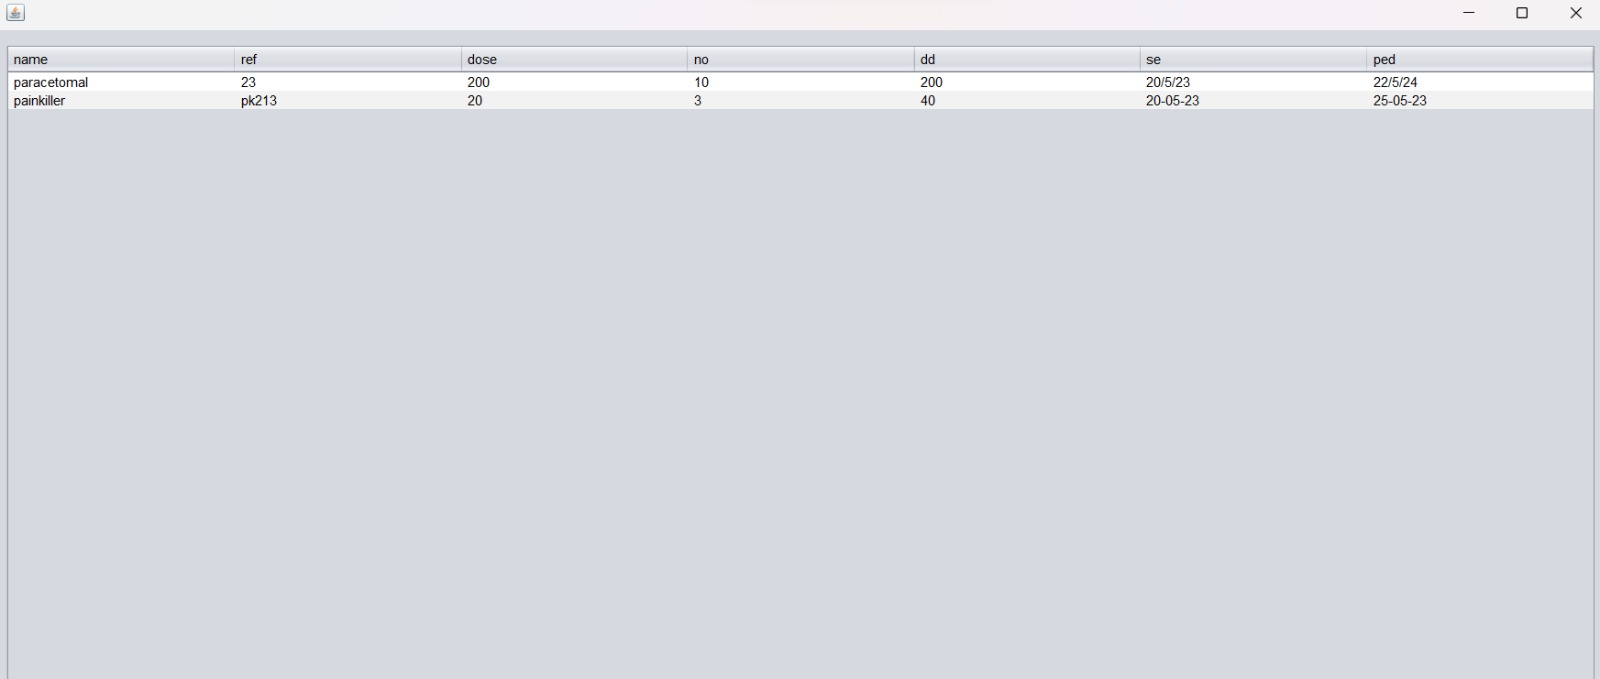 name ref dose no dd se ped
paracetomal 23 200 10 200 20/5/23 22/5/24
painkiller pk213 20 3 40 20-05-23 25-05-23